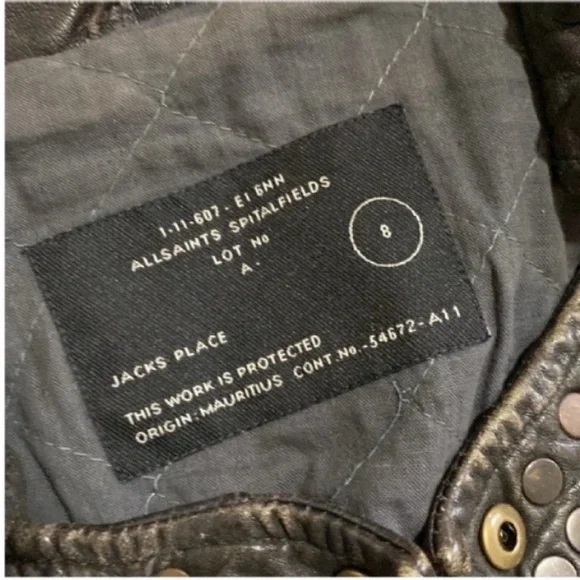 1-11-607 - E1 6NN
ALLSAINTS SPITALFIELDS
LOT No
A.
8
JACKS PLACE
THIS WORK IS PROTECTED
ORIGIN: MAURITIUS CONT.No.-54672-A11